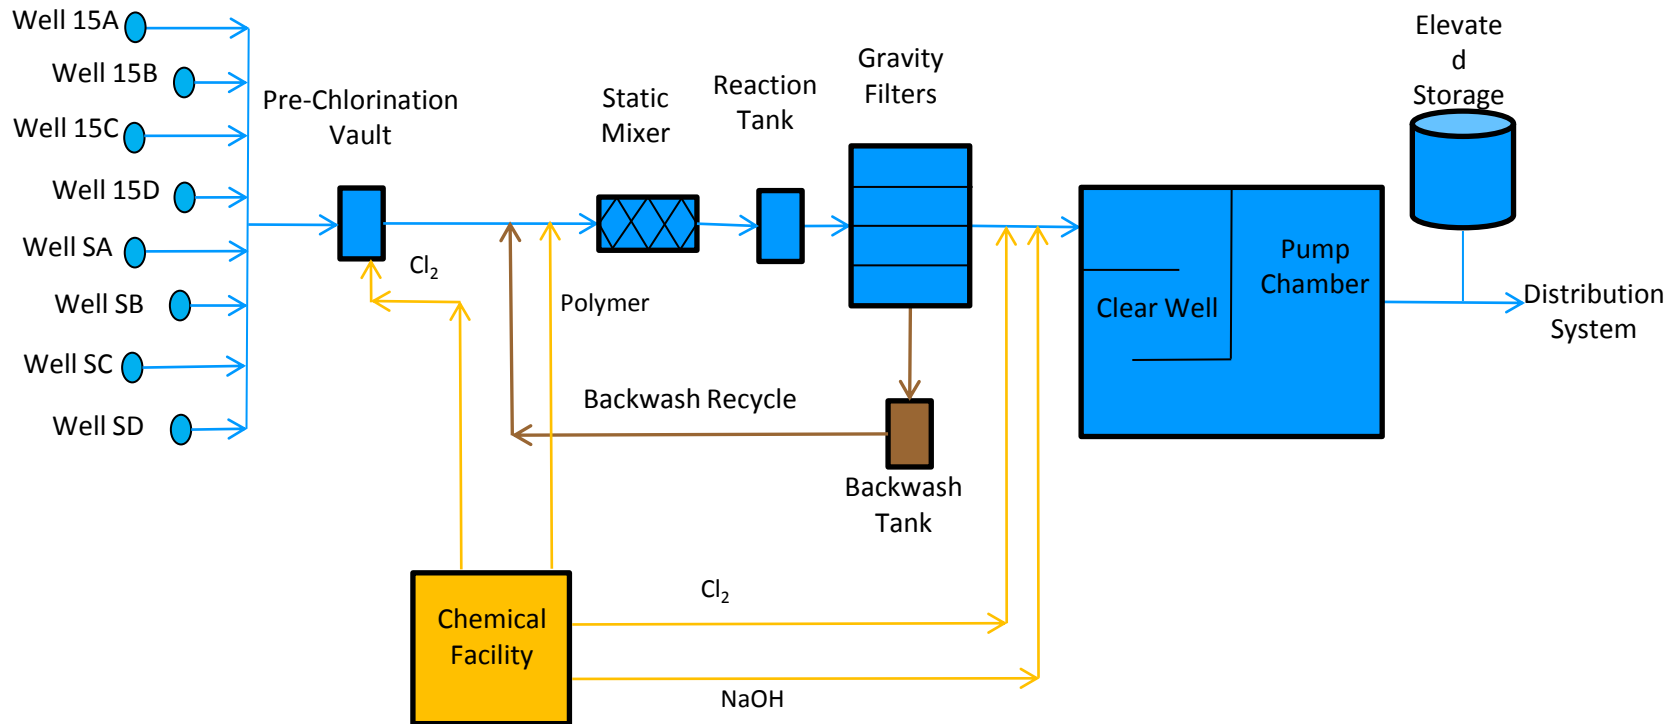 Well 15A
Well 15B
Well 15C
Well 15D
Well SA
Well SB
Well SC
Well SD
Pre-Chlorination
Vault
Cl₂
Static
Mixer
Polymer
Reaction
Tank
Gravity
Filters
Backwash Recycle
Backwash
Tank
Chemical
Facility
Cl₂
NaOH
Clear Well
Pump
Chamber
Elevate
d
Storage
Distribution
System